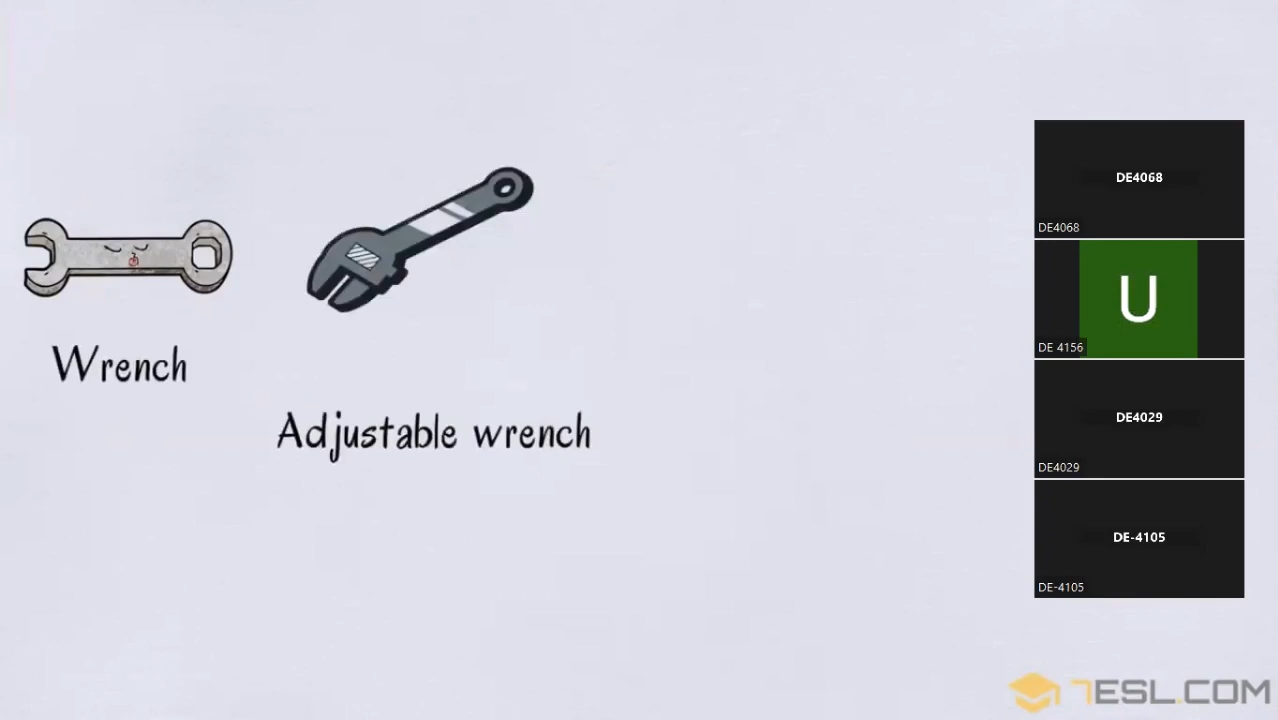 Wrench
Adjustable wrench
DE4068
DE4068
U
DE 4156
DE4029
DE4029
DE-4105
DE-4105
7ESL.COM